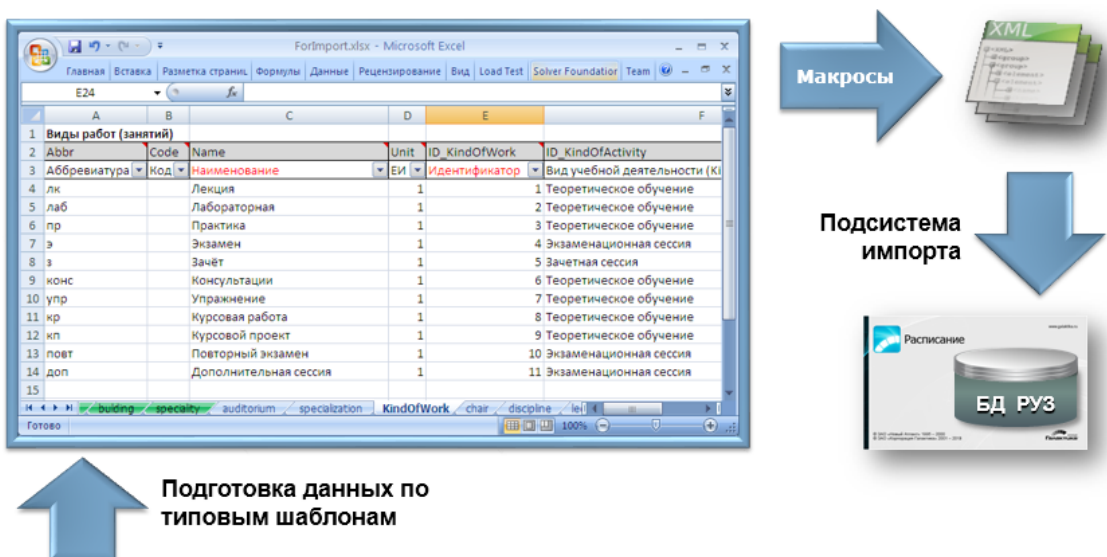 ForImport.xlsx - Microsoft Excel
Главная Вставка Разметка страниц Формулы Данные Рецензирование Вид Load Test Solver Foundation Team
E24 fx
A B C D E F
1 Виды работ (занятий)
2 Abbr Code Name Unit ID_KindOfWork ID_KindOfActivity
3 Аббревиатура Код Наименование ЕИ Идентификатор Вид учебной деятельности (Ki
4 лк Лекция 1 1 Теоретическое обучение
5 лаб Лабораторная 1 2 Теоретическое обучение
6 пр Практика 1 3 Теоретическое обучение
7 э Экзамен 1 4 Экзаменационная сессия
8 з Зачёт 1 5 Зачетная сессия
9 конс Консультации 1 6 Теоретическое обучение
10 упр Упражнение 1 7 Теоретическое обучение
11 кр Курсовая работа 1 8 Теоретическое обучение
12 кп Курсовой проект 1 9 Теоретическое обучение
13 повт Повторный экзамен 1 10 Экзаменационная сессия
14 доп Дополнительная сессия 1 11 Экзаменационная сессия
15
buiding speciality auditorium specialization KindOfWork chair discipline
Готово 100%
Макросы
XML
Подсистема
импорта
Расписание
БД РУЗ
Подготовка данных по
типовым шаблонам